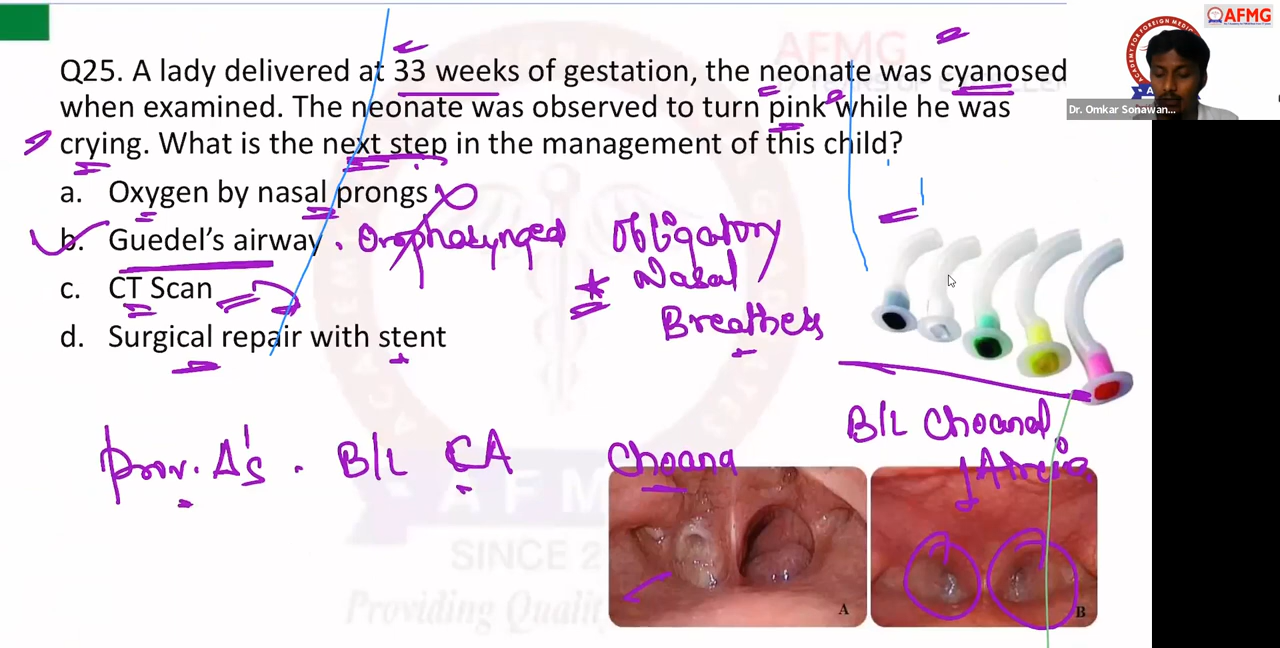 AFMG
AFMG
Dr. Omkar Sonawan...
Q25. A lady delivered at 33 weeks of gestation, the neonate was cyanosed
when examined. The neonate was observed to turn pink while he was
crying. What is the next step in the management of this child?
a. Oxygen by nasal prongs
b. Guedel's airway . Oropharyngeal
c. CT Scan
d. Surgical repair with stent
Obligatory
Nasal
Breathers
B/L Choanal
Atresia
prov. Δ's . B/L CA
Choana
A
B
AFM
SINCE 2
Providing Qualit